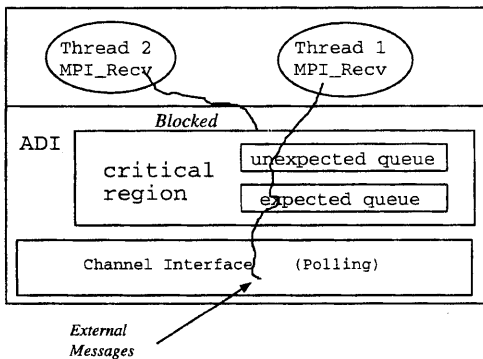 Thread 2
MPI_Recv
Thread 1
MPI_Recv
Blocked
ADI
critical
region
unexpected queue
expected queue
Channel Interface (Polling)
External
Messages